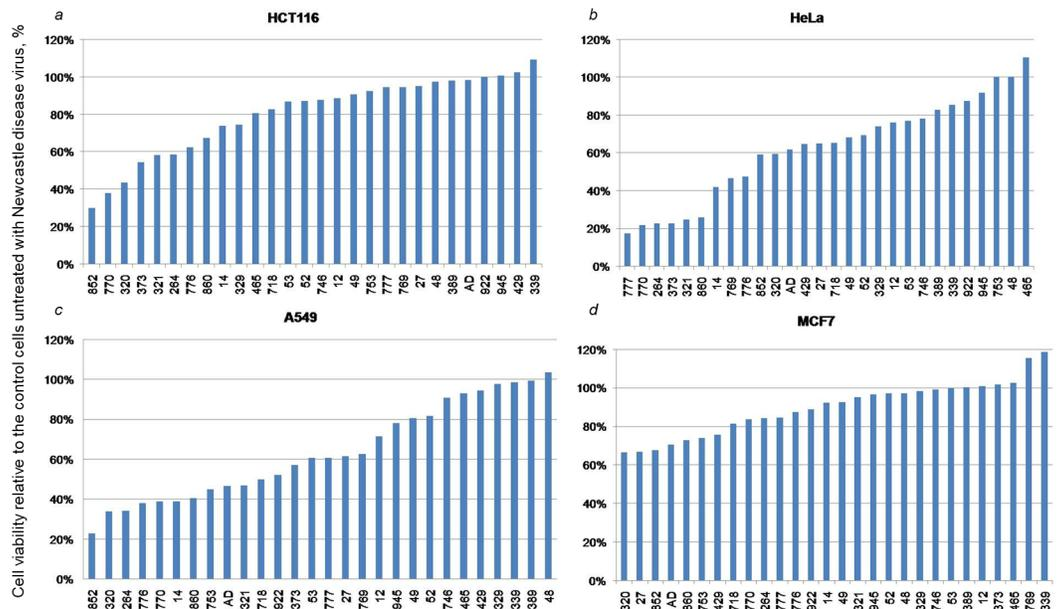 Cell viability relative to the control cells untreated with Newcastle disease virus, %
a
HCT116
120%
100%
80%
60%
40%
20%
0%
852 770 320 373 321 264 776 860 14 329 465 718 53 52 746 12 49 753 777 769 27 48 389 AD 922 945 429 339
b
HeLa
120%
100%
80%
60%
40%
20%
0%
777 770 264 373 321 860 14 769 776 852 320 AD 429 27 718 49 52 329 12 53 746 389 339 922 945 753 48 465
c
A549
120%
100%
80%
60%
40%
20%
0%
852 320 264 776 770 14 860 753 AD 321 718 922 373 53 777 27 769 12 945 49 52 746 465 429 329 339 389 48
d
MCF7
120%
100%
80%
60%
40%
20%
0%
320 27 852 AD 860 753 429 718 770 264 777 776 922 14 49 321 945 52 48 329 746 53 389 12 373 465 769 339